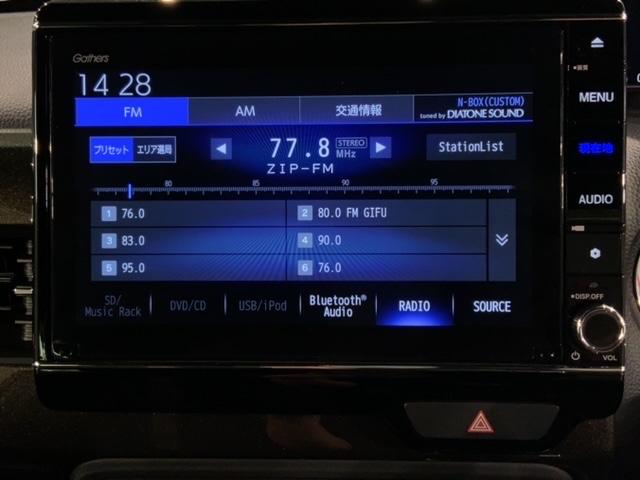 Gathers
14 28
FM
AM
交通情報
N-BOX(CUSTOM)
tuned by DIATONE SOUND
プリセット
エリア選局
77.8 STEREO MHz
StationList
ZIP-FM
80 85 90 95
1 76.0
2 80.0 FM GIFU
3 83.0
4 90.0
5 95.0
6 76.0
SD/
Music Rack
DVD/CD
USB/iPod
Bluetooth®
Audio
RADIO
SOURCE
MENU
現在地
AUDIO
DISP.OFF
VOL